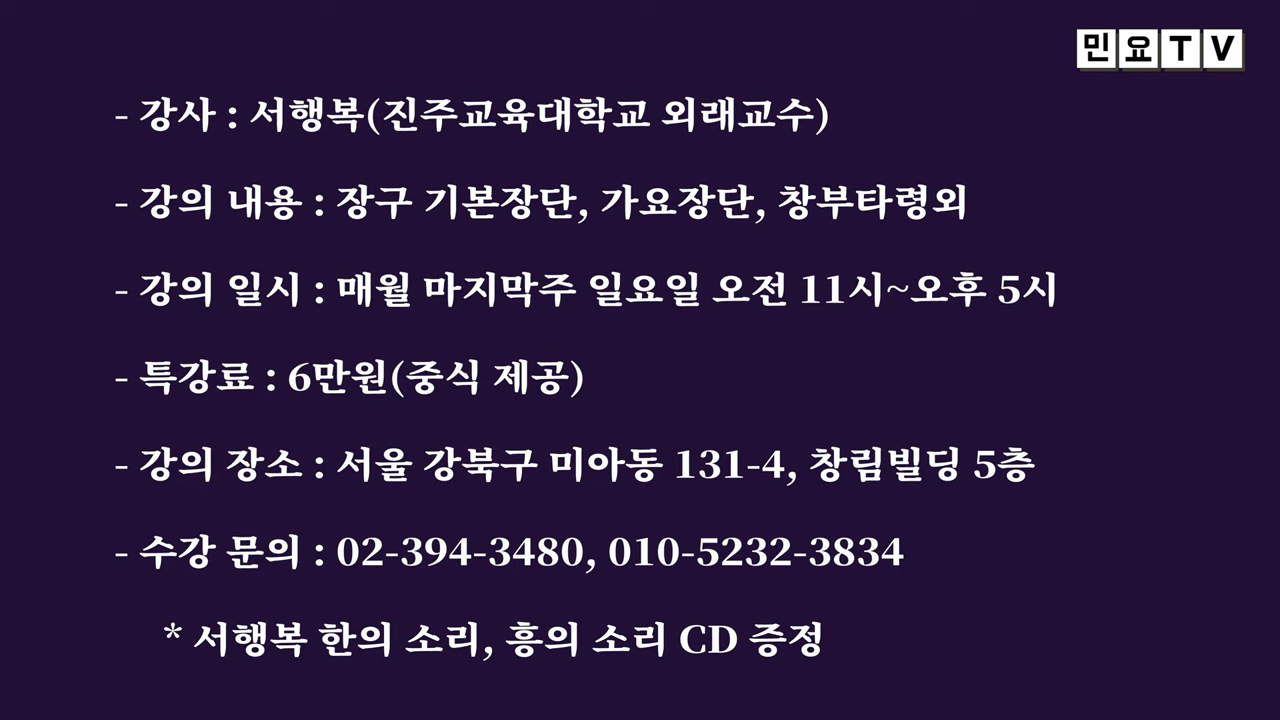 민요TV
- 강사 : 서행복(진주교육대학교 외래교수)
- 강의 내용 : 장구 기본장단, 가요장단, 창부타령외
- 강의 일시 : 매월 마지막주 일요일 오전 11시~오후 5시
- 특강료 : 6만원(중식 제공)
- 강의 장소 : 서울 강북구 미아동 131-4, 창림빌딩 5층
- 수강 문의 : 02-394-3480, 010-5232-3834
* 서행복 한의 소리, 흥의 소리 CD 증정